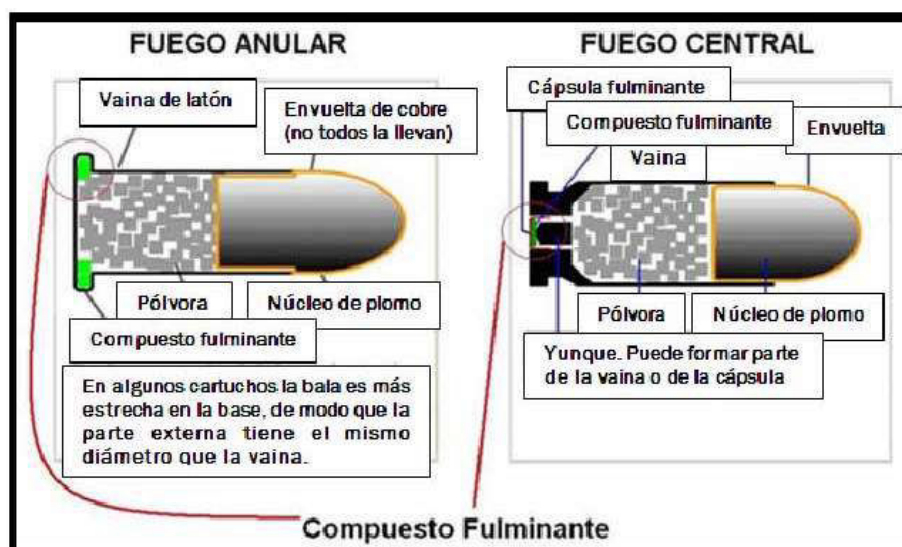 FUEGO ANULAR
Vaina de latón
Envuelta de cobre
(no todos la llevan)
Pólvora
Núcleo de plomo
Compuesto fulminante
En algunos cartuchos la bala es más
estrecha en la base, de modo que la
parte externa tiene el mismo
diámetro que la vaina.
FUEGO CENTRAL
Cápsula fulminante
Compuesto fulminante
Envuelta
Vaina
Pólvora
Núcleo de plomo
Yunque. Puede formar parte
de la vaina o de la cápsula
Compuesto Fulminante